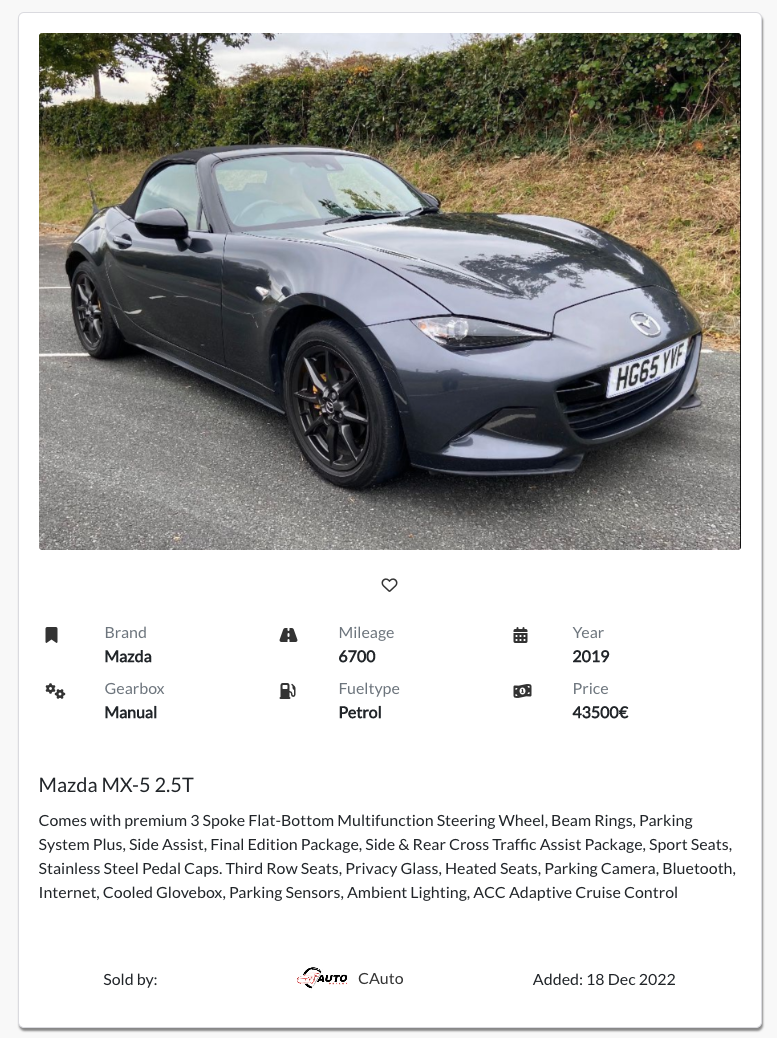 HG65 YVF
Brand
Mazda
Mileage
6700
Year
2019
Gearbox
Manual
Fueltype
Petrol
Price
43500€
Mazda MX-5 2.5T
Comes with premium 3 Spoke Flat-Bottom Multifunction Steering Wheel, Beam Rings, Parking
System Plus, Side Assist, Final Edition Package, Side & Rear Cross Traffic Assist Package, Sport Seats,
Stainless Steel Pedal Caps. Third Row Seats, Privacy Glass, Heated Seats, Parking Camera, Bluetooth,
Internet, Cooled Glovebox, Parking Sensors, Ambient Lighting, ACC Adaptive Cruise Control
Sold by:
AUTO
CAuto
Added: 18 Dec 2022